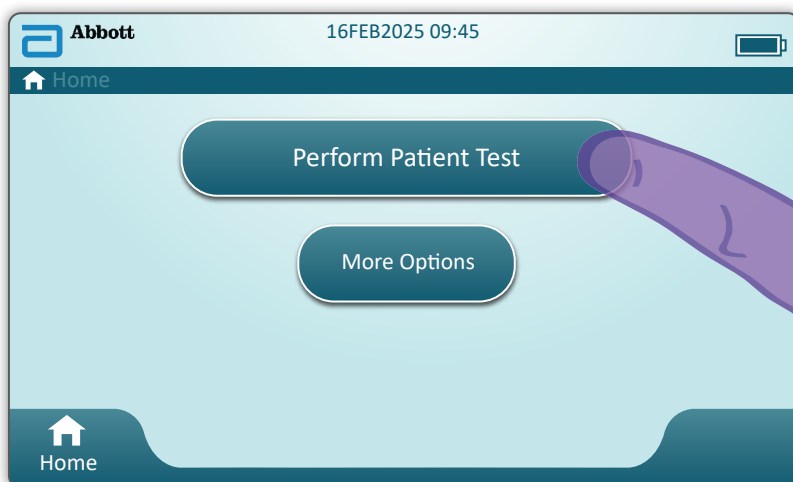 Abbott
16FEB2025 09:45
Home
Perform Patient Test
More Options
Home